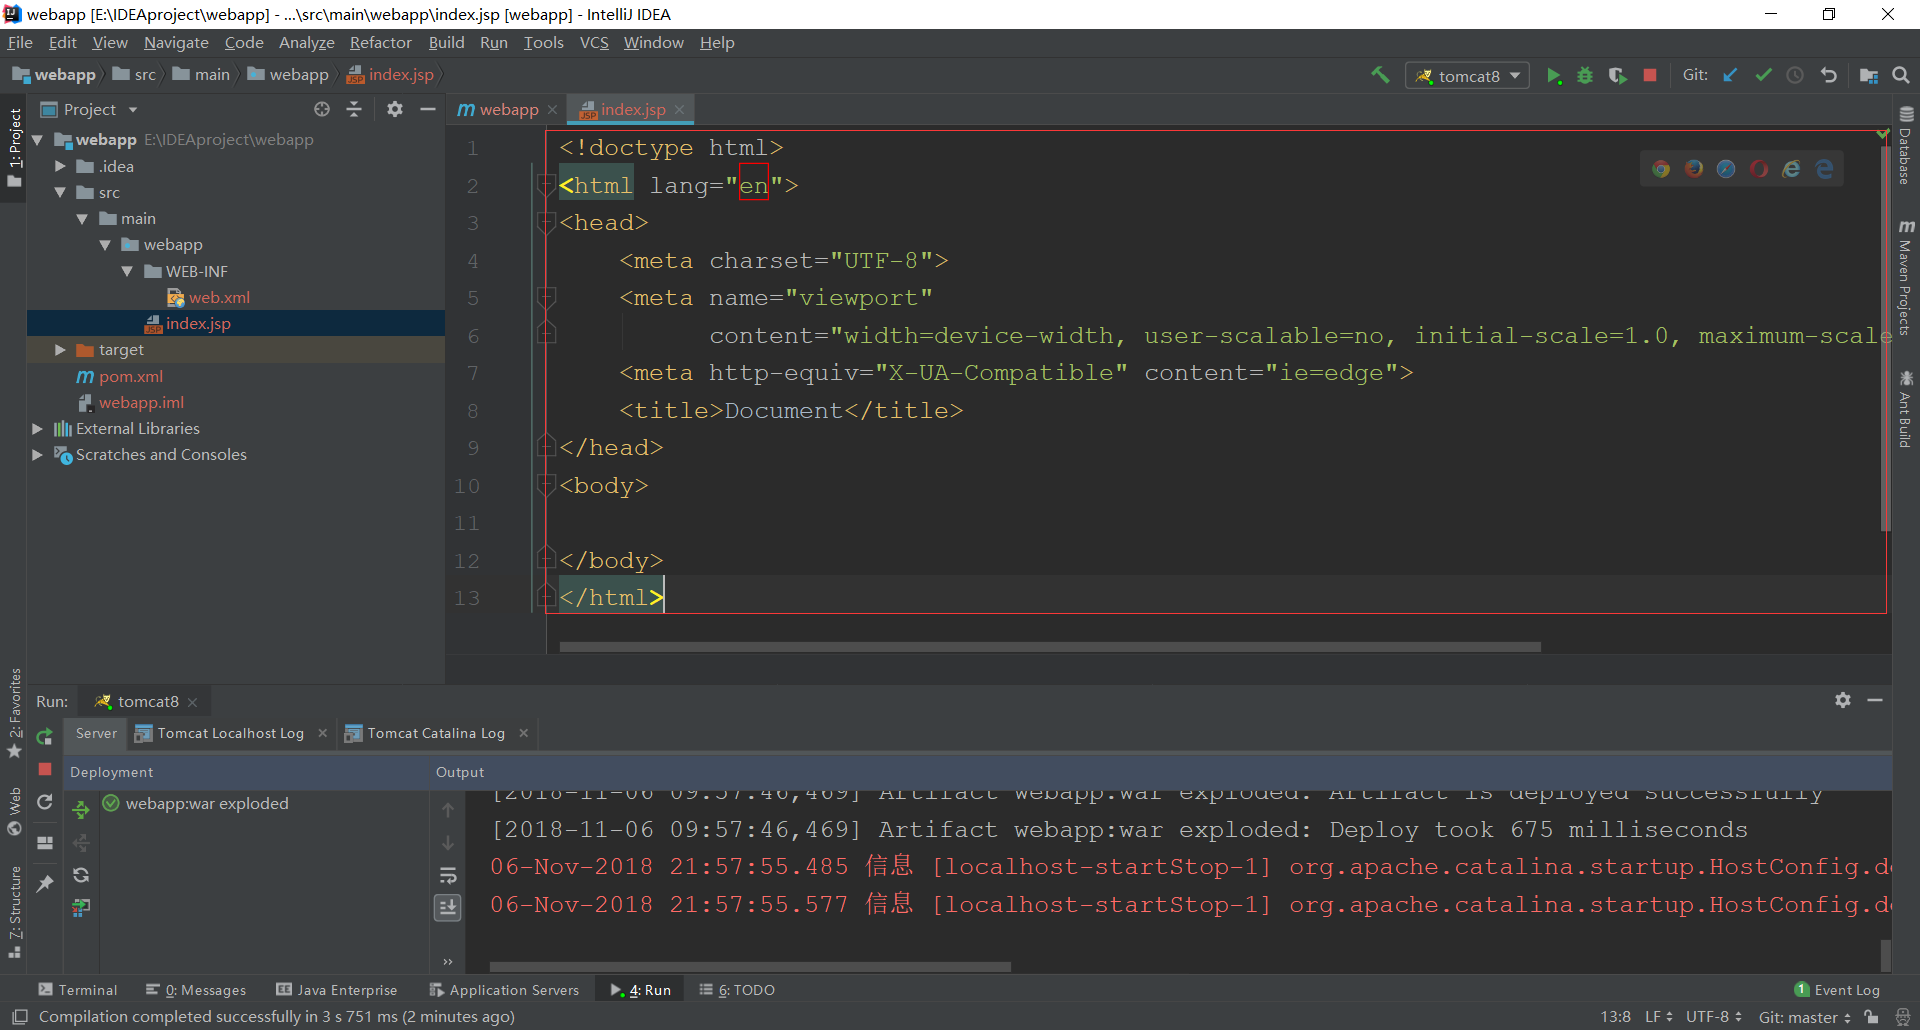 webapp [E:\IDEAproject\webapp] - ...\src\main\webapp\index.jsp [webapp] - IntelliJ IDEA
File Edit View Navigate Code Analyze Refactor Build Run Tools VCS Window Help
webapp src main webapp index.jsp
tomcat8
Git:
1: Project
Project
webapp E:\IDEAproject\webapp
.idea
src
main
webapp
WEB-INF
web.xml
index.jsp
target
pom.xml
webapp.iml
External Libraries
Scratches and Consoles
webapp
index.jsp
1 <!doctype html>
2 <html lang="en">
3 <head>
4 <meta charset="UTF-8">
5 <meta name="viewport"
6 content="width=device-width, user-scalable=no, initial-scale=1.0, maximum-scale
7 <meta http-equiv="X-UA-Compatible" content="ie=edge">
8 <title>Document</title>
9 </head>
10 <body>
11
12 </body>
13 </html>
Database
Maven Projects
Ant Build
2: Favorites
Web
7: Structure
Run: tomcat8
Server Tomcat Localhost Log Tomcat Catalina Log
Deployment Output
webapp:war exploded
[2018-11-06 09:57:46,469] Artifact webapp:war exploded: Artifact is deployed successfully
[2018-11-06 09:57:46,469] Artifact webapp:war exploded: Deploy took 675 milliseconds
06-Nov-2018 21:57:55.485 信息 [localhost-startStop-1] org.apache.catalina.startup.HostConfig.de
06-Nov-2018 21:57:55.577 信息 [localhost-startStop-1] org.apache.catalina.startup.HostConfig.de
Terminal 0: Messages Java Enterprise Application Servers 4: Run 6: TODO
1 Event Log
Compilation completed successfully in 3 s 751 ms (2 minutes ago)
13:8 LF UTF-8 Git: master